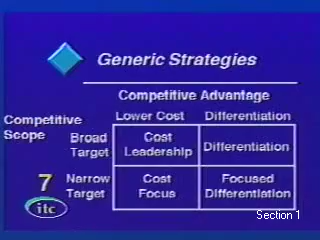 Generic Strategies
Competitive Advantage
Lower Cost Differentiation
Competitive
Scope
Broad
Target
Cost
Leadership
Differentiation
Narrow
Target
Cost
Focus
Focused
Differentiation
7
itc
Section 1